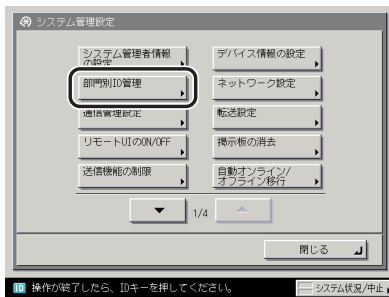 システム管理設定
システム管理者情報
の設定
デバイス情報の設定
部門別ID管理
ネットワーク設定
通信管理設定
転送設定
リモートUIのON/OFF
掲示板の消去
送信機能の制限
自動オンライン/
オフライン移行
1/4
閉じる
ID 操作が終了したら、IDキーを押してください。
システム状況/中止